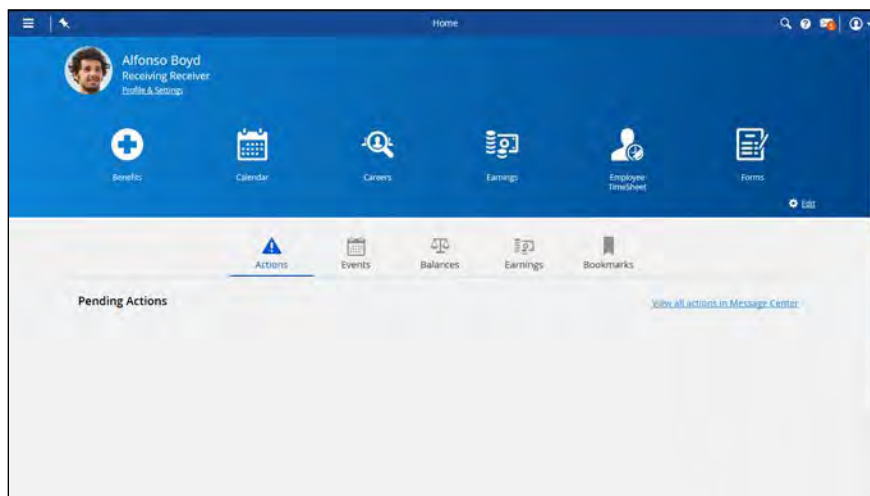 Home
Alfonso Boyd
Receiving Receiver
Profile & Settings
Benefits
Calendar
Careers
Earnings
Employee
TimeSheet
Forms
Edit
Actions
Events
Balances
Earnings
Bookmarks
Pending Actions
View all actions in Message Center